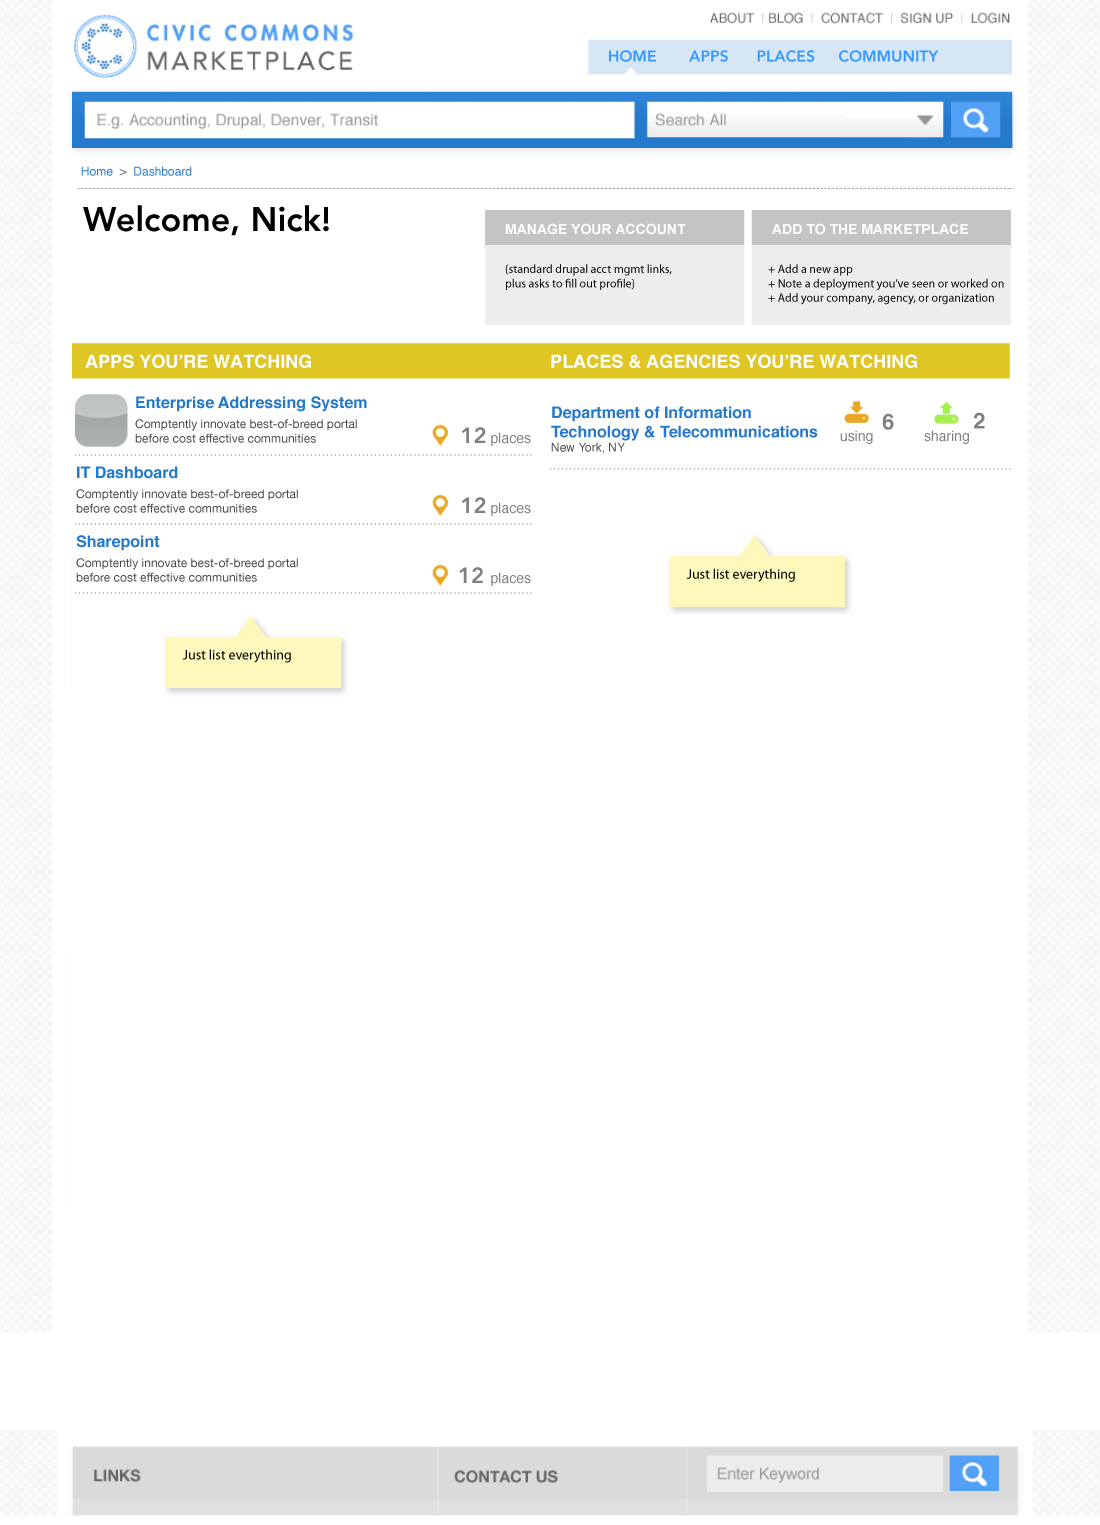 CIVIC COMMONS
MARKETPLACE
ABOUT | BLOG | CONTACT | SIGN UP | LOGIN
HOME APPS PLACES COMMUNITY
E.g. Accounting, Drupal, Denver, Transit
Search All
Home > Dashboard
Welcome, Nick!
MANAGE YOUR ACCOUNT
{standard drupal acct mgmt links,
plus asks to fill out profile}
ADD TO THE MARKETPLACE
+ Add a new app
+ Note a deployment you've seen or worked on
+ Add your company, agency, or organization
APPS YOU'RE WATCHING
Enterprise Addressing System
Comptently innovate best-of-breed portal
before cost effective communities
12 places
IT Dashboard
Comptently innovate best-of-breed portal
before cost effective communities
12 places
Sharepoint
Comptently innovate best-of-breed portal
before cost effective communities
12 places
Just list everything
PLACES & AGENCIES YOU'RE WATCHING
Department of Information
Technology & Telecommunications
New York, NY
using 6
sharing 2
Just list everything
LINKS
CONTACT US
Enter Keyword